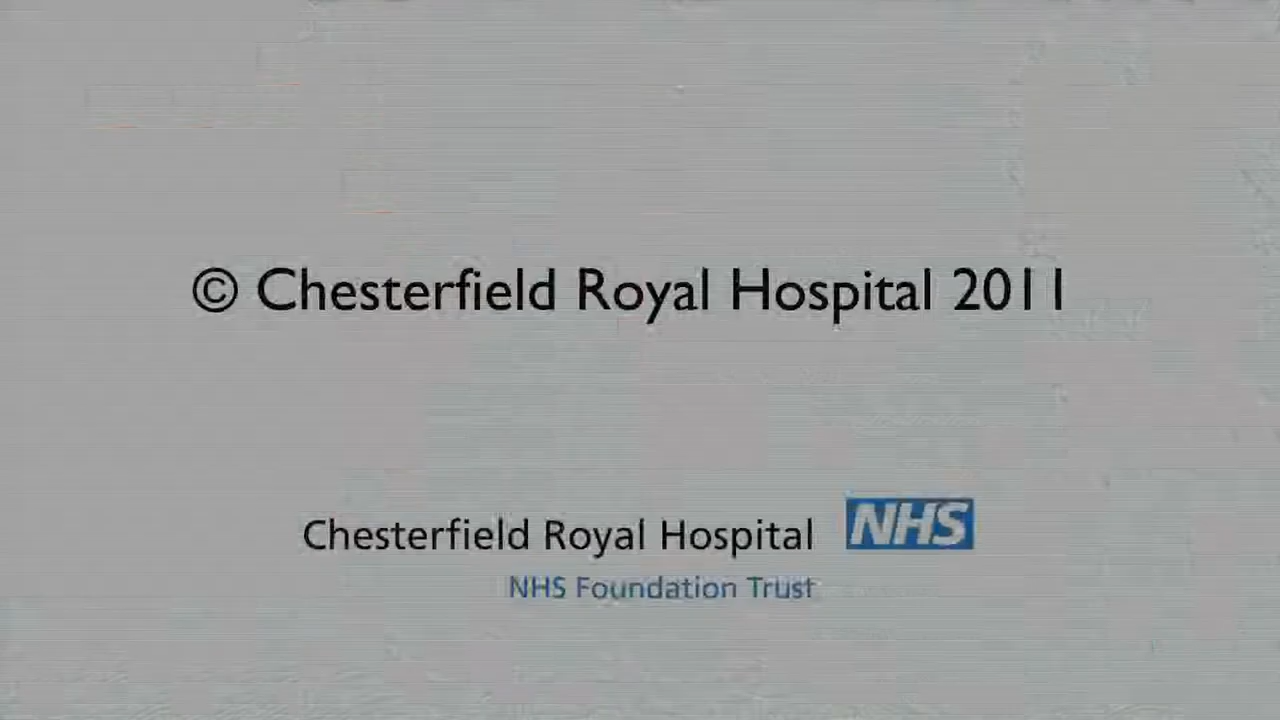 © Chesterfield Royal Hospital 2011
Chesterfield Royal Hospital NHS
NHS Foundation Trust